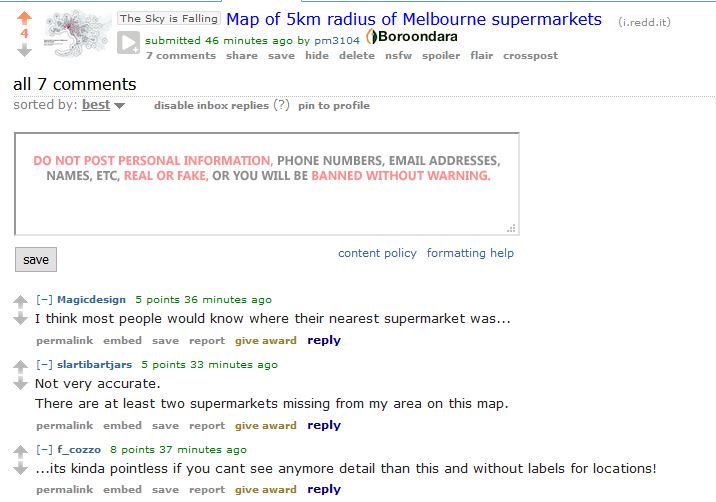 The Sky is Falling Map of 5km radius of Melbourne supermarkets (i.redd.it)
4
submitted 46 minutes ago by pm3104 Boroondara
7 comments share save hide delete nsfw spoiler flair crosspost
all 7 comments
sorted by: best disable inbox replies (?) pin to profile
DO NOT POST PERSONAL INFORMATION, PHONE NUMBERS, EMAIL ADDRESSES,
NAMES, ETC, REAL OR FAKE, OR YOU WILL BE BANNED WITHOUT WARNING.
save content policy formatting help
[–] Magicdesign 5 points 36 minutes ago
I think most people would know where their nearest supermarket was...
permalink embed save report give award reply
[–] slartibartjars 5 points 33 minutes ago
Not very accurate.
There are at least two supermarkets missing from my area on this map.
permalink embed save report give award reply
[–] f_cozzo 8 points 37 minutes ago
...its kinda pointless if you cant see anymore detail than this and without labels for locations!
permalink embed save report give award reply